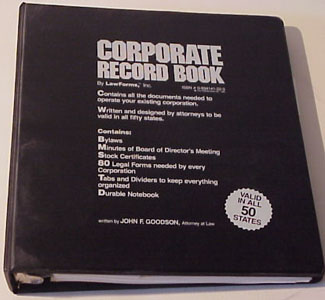 CORPORATE
RECORD BOOK
By LawForms, Inc.
Contains all the documents needed to
operate your existing corporation.
Written and designed by attorneys to be
valid in all fifty states.
Contains:
Bylaws
Minutes of Board of Director's Meeting
Stock Certificates
80 Legal Forms needed by every
Corporation
Tabs and Dividers to keep everything
organized
Durable Notebook
VALID
IN ALL
50
STATES
written by JOHN F. GOODSON, Attorney at Law